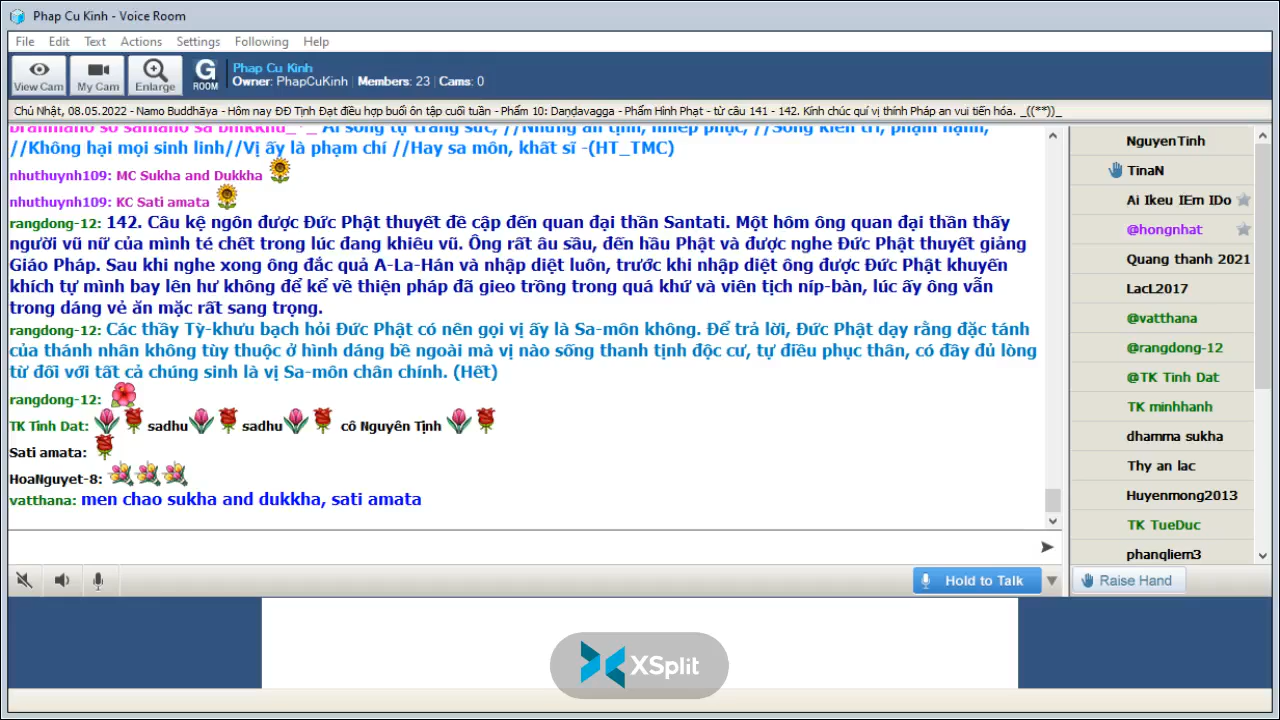 Phap Cu Kinh - Voice Room
File Edit Text Actions Settings Following Help
View Cam
My Cam
Enlarge
G
ROOM
Phap Cu Kinh
Owner: PhapCuKinh | Members: 23 | Cams: 0
Chủ Nhật, 08.05.2022 - Namo Buddhāya - Hôm nay ĐĐ Tịnh Đạt điều hợp buổi ôn tập cuối tuần - Phẩm 10: Daṇḍavagga - Phẩm Hình Phạt - từ câu 141 - 142. Kính chúc quí vị thính Pháp an vui tiến hóa. _((**))_
//Không hại mọi sinh linh//Vị ấy là phạm chí //Hay sa môn, khất sĩ -(HT_TMC)
nhuthuynh109: MC Sukha and Dukkha
nhuthuynh109: KC Sati amata
rangdong-12: 142. Câu kệ ngôn được Đức Phật thuyết đề cập đến quan đại thần Santati. Một hôm ông quan đại thần thấy
người vũ nữ của mình té chết trong lúc đang khiêu vũ. Ông rất âu sầu, đến hầu Phật và được nghe Đức Phật thuyết giảng
Giáo Pháp. Sau khi nghe xong ông đắc quả A-La-Hán và nhập diệt luôn, trước khi nhập diệt ông được Đức Phật khuyến
khích tự mình bay lên hư không để kể về thiện pháp đã gieo trồng trong quá khứ và viên tịch níp-bàn, lúc ấy ông vẫn
trong dáng vẻ ăn mặc rất sang trọng.
rangdong-12: Các thầy Tỳ-khưu bạch hỏi Đức Phật có nên gọi vị ấy là Sa-môn không. Để trả lời, Đức Phật dạy rằng đặc tánh
của thánh nhân không tùy thuộc ở hình dáng bề ngoài mà vị nào sống thanh tịnh độc cư, tự điều phục thân, có đầy đủ lòng
từ đối với tất cả chúng sinh là vị Sa-môn chân chính. (Hết)
rangdong-12:
TK Tinh Dat: sadhu sadhu cô Nguyên Tịnh
Sati amata:
HoaNguyet-8:
vatthana: men chao sukha and dukkha, sati amata
Hold to Talk
NguyenTinh
TinaN
Ai Ikeu IEm IDo
@hongnhat
Quang thanh 2021
LacL2017
@vatthana
@rangdong-12
@TK Tinh Dat
TK minhhanh
dhamma sukha
Thy an lac
Huyenmong2013
TK TueDuc
phanqliem3
Raise Hand
XSplit